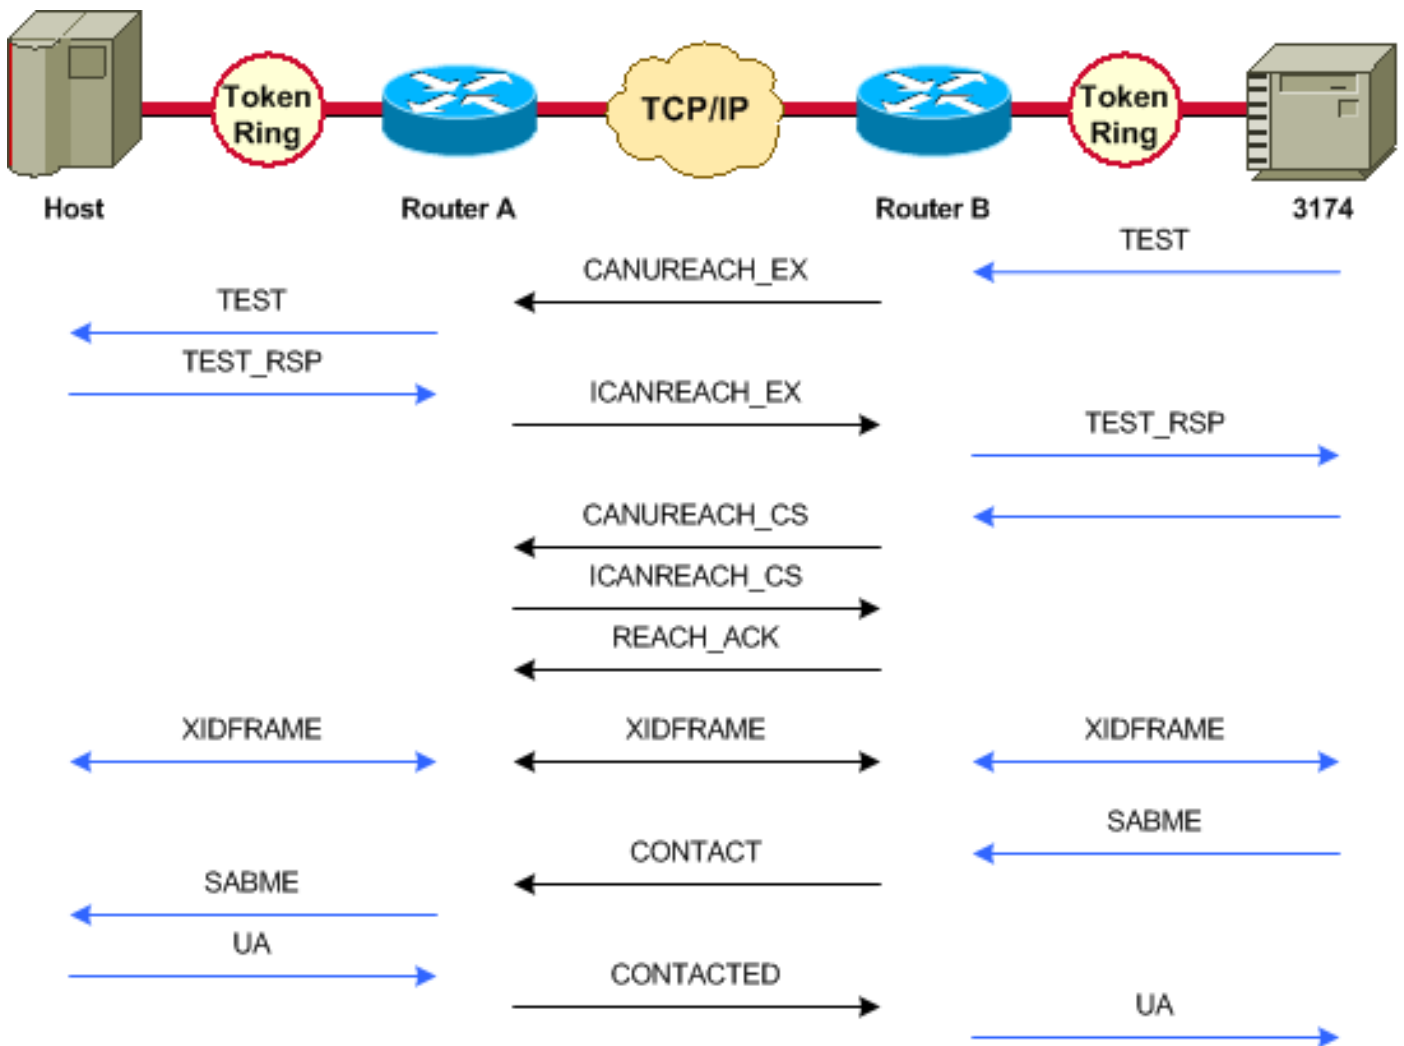 Token
Ring
TCP/IP
Token
Ring
Host
Router A
Router B
3174
TEST
CANUREACH_EX
TEST
TEST_RSP
ICANREACH_EX
TEST_RSP
CANUREACH_CS
ICANREACH_CS
REACH_ACK
XIDFRAME
XIDFRAME
XIDFRAME
SABME
CONTACT
SABME
UA
CONTACTED
UA